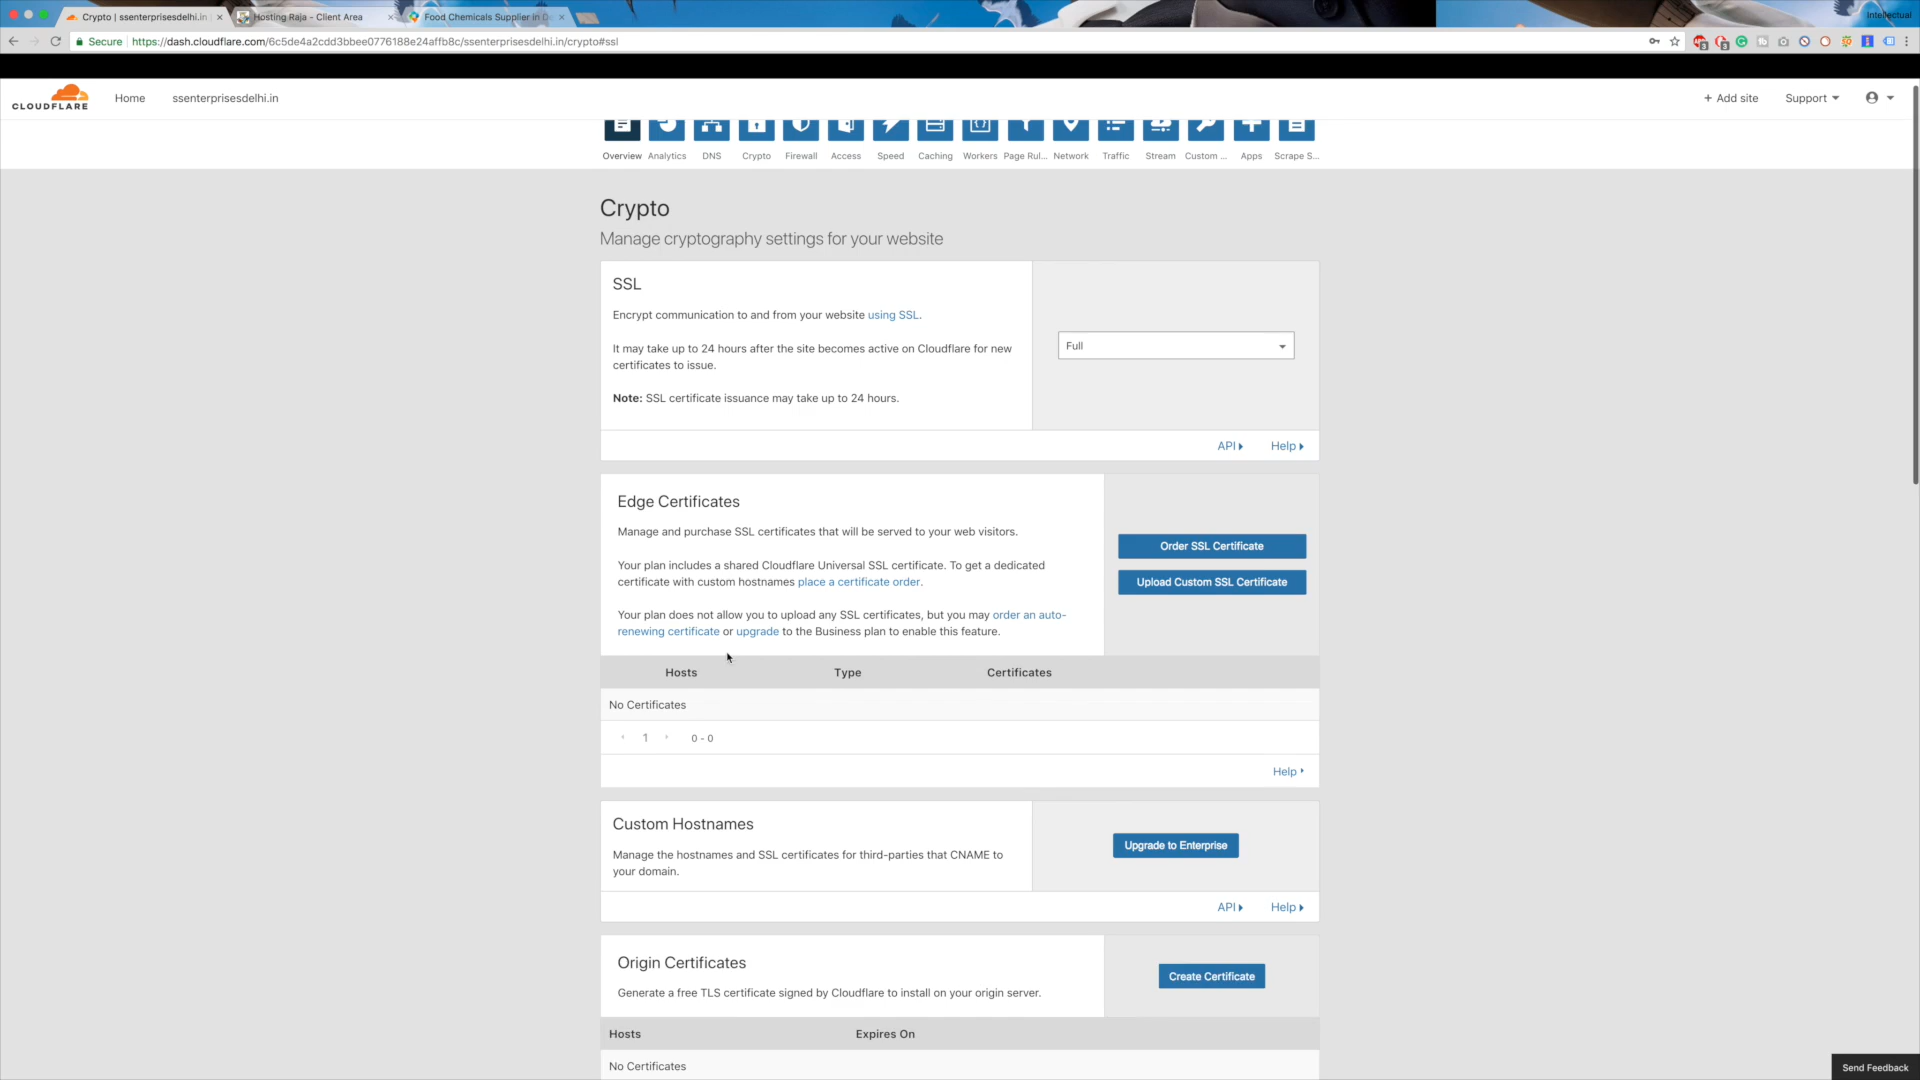 Crypto | ssenterprisesdelhi.in |
Hosting Raja - Client Area
Food Chemicals Supplier in De
Intellectual
Secure
https://dash.cloudflare.com/6c5de4a2cdd3bbee0776188e24affb8c/ssenterprisesdelhi.in/crypto#ssl
CLOUDFLARE
Home
ssenterprisesdelhi.in
+ Add site
Support
Overview
Analytics
DNS
Crypto
Firewall
Access
Speed
Caching
Workers
Page Rul...
Network
Traffic
Stream
Custom ...
Apps
Scrape S...
Crypto
Manage cryptography settings for your website
SSL
Encrypt communication to and from your website using SSL.
It may take up to 24 hours after the site becomes active on Cloudflare for new
certificates to issue.
Note: SSL certificate issuance may take up to 24 hours.
Full
API
Help
Edge Certificates
Manage and purchase SSL certificates that will be served to your web visitors.
Your plan includes a shared Cloudflare Universal SSL certificate. To get a dedicated
certificate with custom hostnames place a certificate order.
Your plan does not allow you to upload any SSL certificates, but you may order an auto-
renewing certificate or upgrade to the Business plan to enable this feature.
Order SSL Certificate
Upload Custom SSL Certificate
Hosts
Type
Certificates
No Certificates
1
0 - 0
Help
Custom Hostnames
Manage the hostnames and SSL certificates for third-parties that CNAME to
your domain.
Upgrade to Enterprise
API
Help
Origin Certificates
Generate a free TLS certificate signed by Cloudflare to install on your origin server.
Create Certificate
Hosts
Expires On
No Certificates
Send Feedback